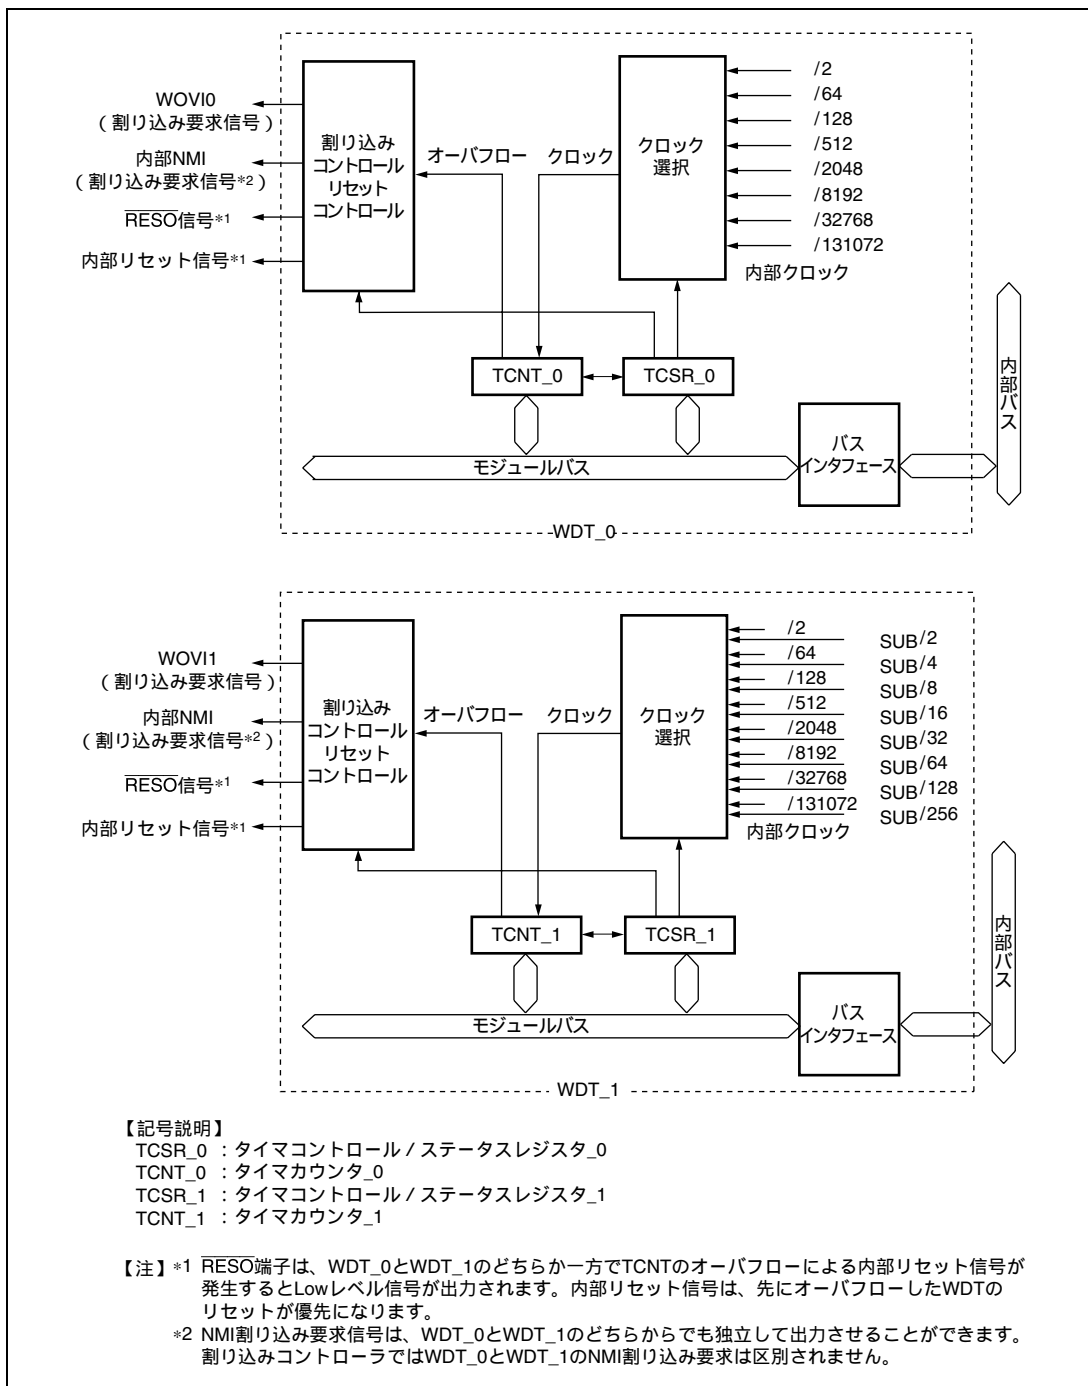 WOVI0
（割り込み要求信号）
内部NMI
（割り込み要求信号*2）
RESO信号*1
内部リセット信号*1
割り込み
コントロール
リセット
コントロール
オーバフロー
クロック
クロック
選択
/2
/64
/128
/512
/2048
/8192
/32768
/131072
内部クロック
TCNT_0
TCSR_0
モジュールバス
バス
インタフェース
内部バス
WDT_0
WOVI1
（割り込み要求信号）
内部NMI
（割り込み要求信号*2）
RESO信号*1
内部リセット信号*1
割り込み
コントロール
リセット
コントロール
オーバフロー
クロック
クロック
選択
/2
SUB/2
/64
SUB/4
/128
SUB/8
/512
SUB/16
/2048
SUB/32
/8192
SUB/64
/32768
SUB/128
/131072
SUB/256
内部クロック
TCNT_1
TCSR_1
モジュールバス
バス
インタフェース
内部バス
WDT_1
【記号説明】
TCSR_0 ：タイマコントロール / ステータスレジスタ_0
TCNT_0 ：タイマカウンタ_0
TCSR_1 ：タイマコントロール / ステータスレジスタ_1
TCNT_1 ：タイマカウンタ_1
【注】*1 RESO端子は、WDT_0とWDT_1のどちらか一方でTCNTのオーバフローによる内部リセット信号が
発生するとLowレベル信号が出力されます。内部リセット信号は、先にオーバフローしたWDTの
リセットが優先になります。
*2 NMI割り込み要求信号は、WDT_0とWDT_1のどちらからでも独立して出力させることができます。
割り込みコントローラではWDT_0とWDT_1のNMI割り込み要求は区別されません。